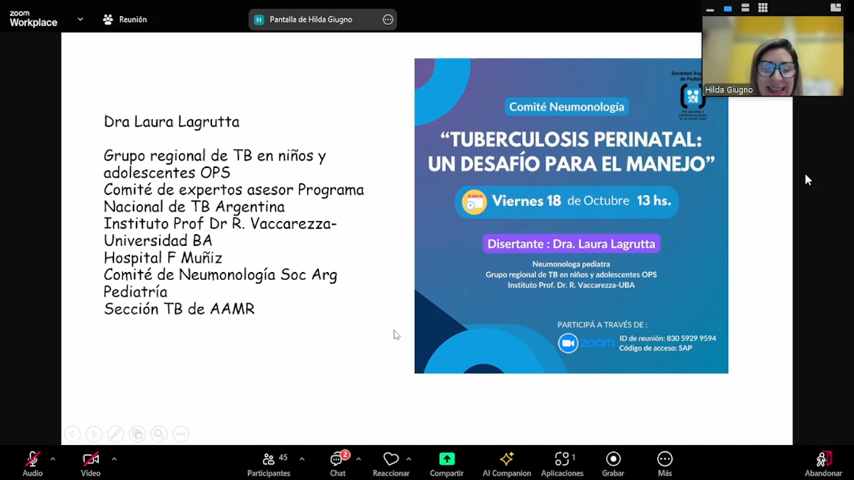 zoom
Workplace
Reunión
H Pantalla de Hilda Giugno
Hilda Giugno
Dra Laura Lagrutta
Grupo regional de TB en niños y
adolescentes OPS
Comité de expertos asesor Programa
Nacional de TB Argentina
Instituto Prof Dr R. Vaccarezza-
Universidad BA
Hospital F Muñiz
Comité de Neumonología Soc Arg
Pediatría
Sección TB de AAMR
Comité Neumonología
“TUBERCULOSIS PERINATAL:
UN DESAFÍO PARA EL MANEJO”
Viernes 18 de Octubre 13 hs.
Disertante : Dra. Laura Lagrutta
Neumonologa pediatra
Grupo regional de TB en niños y adolescentes OPS
Instituto Prof. Dr. R. Vaccarezza-UBA
PARTICIPÁ A TRAVÉS DE :
zoom
ID de reunión: 830 5929 9594
Código de acceso: SAP
Audio
Video
45
Participantes
2
Chat
Reaccionar
Compartir
AI Companion
1
Aplicaciones
Grabar
Más
Abandonar